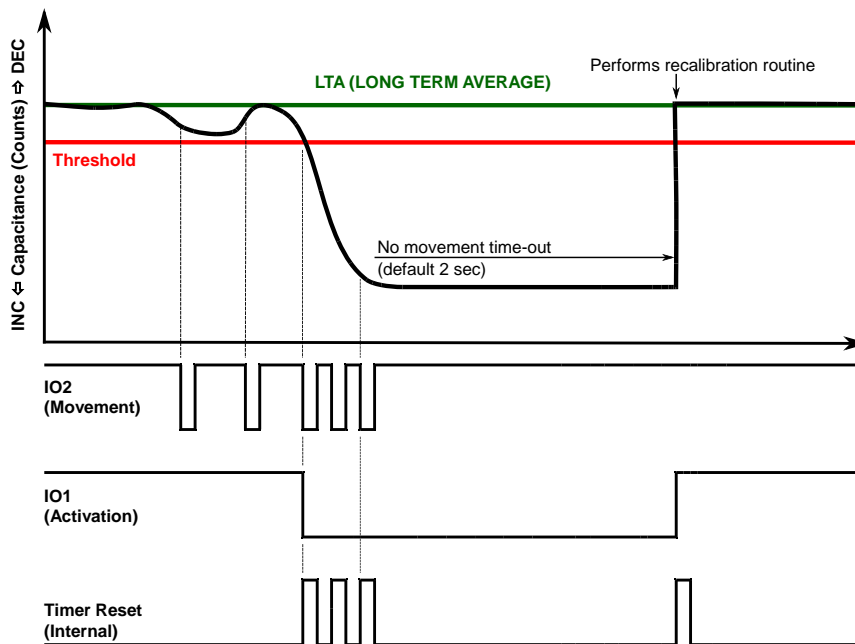 INC ⇦ Capacitance (Counts) ⇨ DEC
LTA (LONG TERM AVERAGE)
Performs recalibration routine
Threshold
No movement time-out
(default 2 sec)
IO2
(Movement)
IO1
(Activation)
Timer Reset
(Internal)